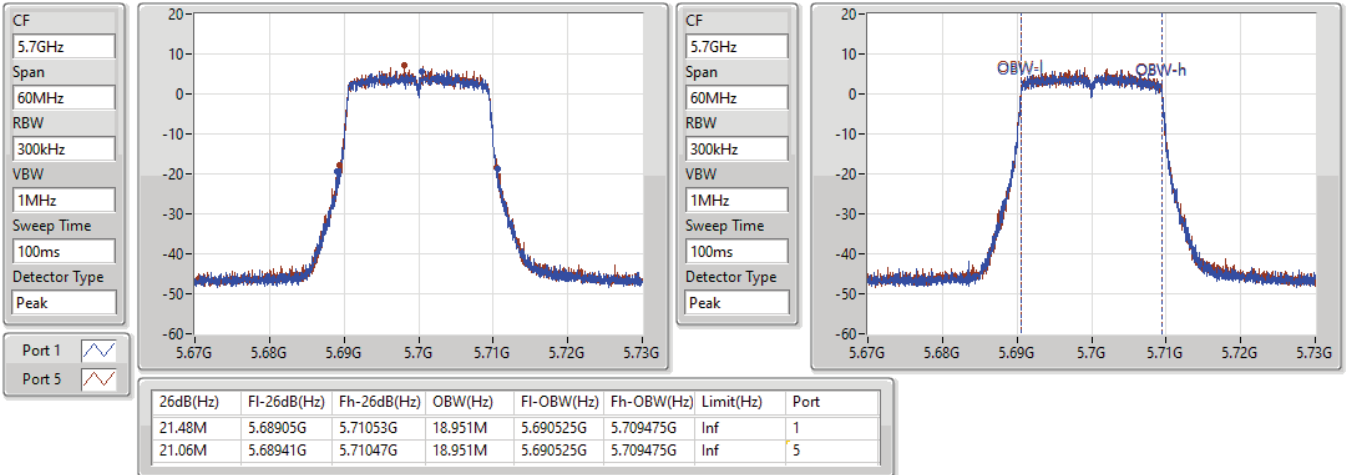 CF
5.7GHz
Span
60MHz
RBW
300kHz
VBW
1MHz
Sweep Time
100ms
Detector Type
Peak
Port 1
Port 5
20
10
0
-10
-20
-30
-40
-50
-60
5.67G 5.68G 5.69G 5.7G 5.71G 5.72G 5.73G
CF
5.7GHz
Span
60MHz
RBW
300kHz
VBW
1MHz
Sweep Time
100ms
Detector Type
Peak
20
10
0
-10
-20
-30
-40
-50
-60
OBW-l OBW-h
5.67G 5.68G 5.69G 5.7G 5.71G 5.72G 5.73G
26dB(Hz) Fl-26dB(Hz) Fh-26dB(Hz) OBW(Hz) Fl-OBW(Hz) Fh-OBW(Hz) Limit(Hz) Port
21.48M 5.68905G 5.71053G 18.951M 5.690525G 5.709475G Inf 1
21.06M 5.68941G 5.71047G 18.951M 5.690525G 5.709475G Inf 5